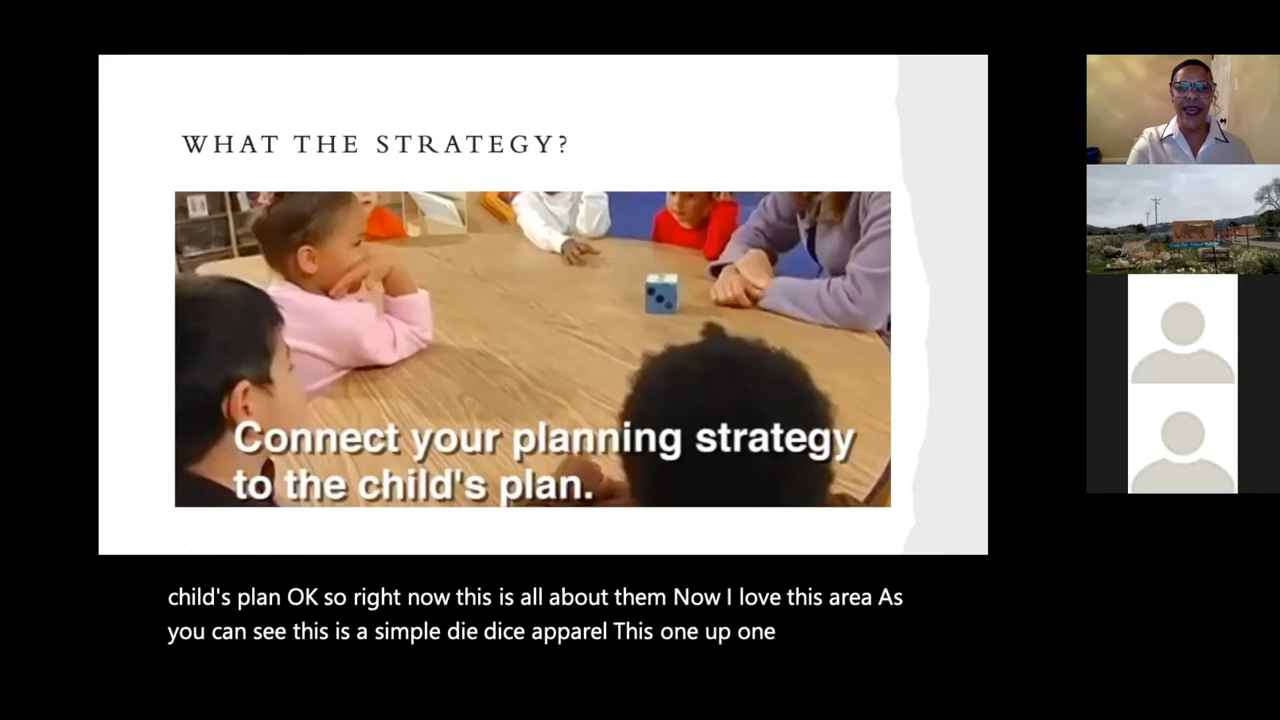 WHAT THE STRATEGY?
Connect your planning strategy
to the child's plan.
child's plan OK so right now this is all about them Now I love this area As
you can see this is a simple die dice apparel This one up one